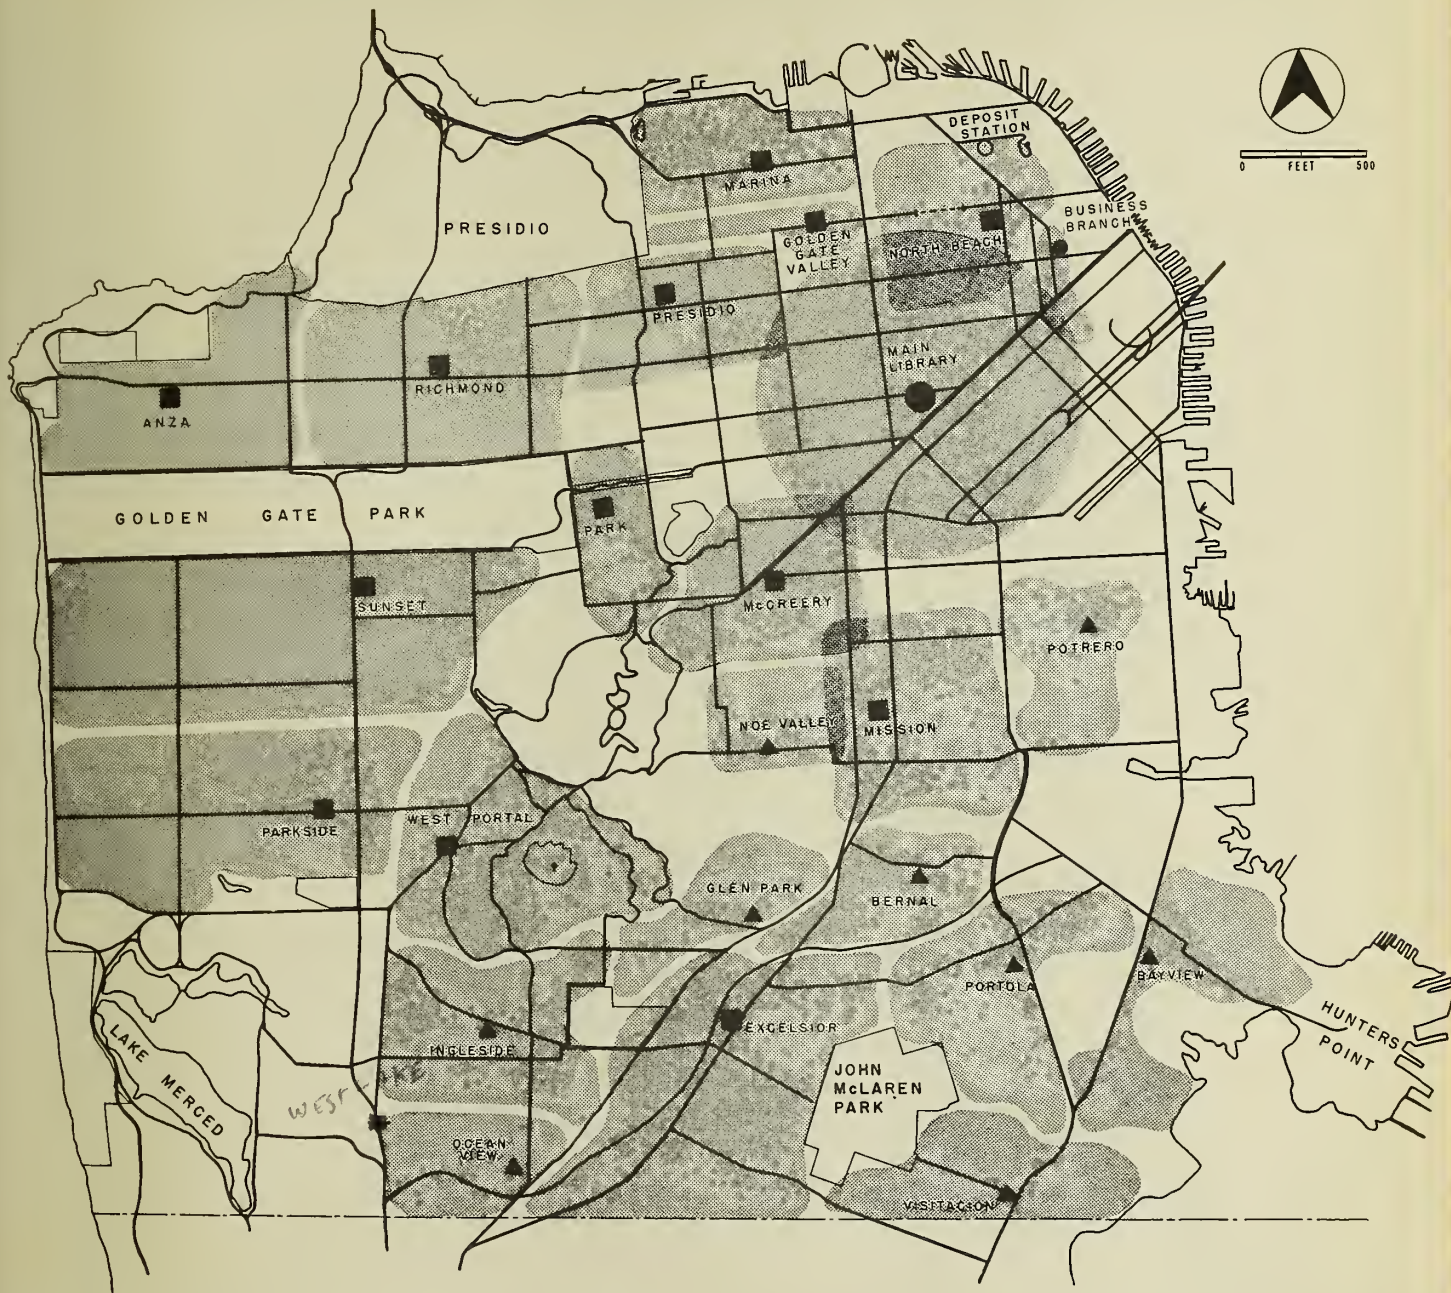 DEPOSIT
STATION
0 FEET 500
MARINA
BUSINESS
BRANCH
PRESIDIO
GOLDEN
GATE
VALLEY
NORTH BEACH
PRESIDIO
MAIN
LIBRARY
RICHMOND
ANZA
GOLDEN GATE PARK
PARK
SUNSET
McCREERY
POTRERO
NOE VALLEY
MISSION
PARKSIDE
WEST PORTAL
GLEN PARK
BERNAL
PORTOLA
BAYVIEW
HUNTERS
POINT
EXCELSIOR
INGLESIDE
LAKE MERCED
WEST LAKE
JOHN
McLAREN
PARK
OCEAN
VIEW
VISITACION